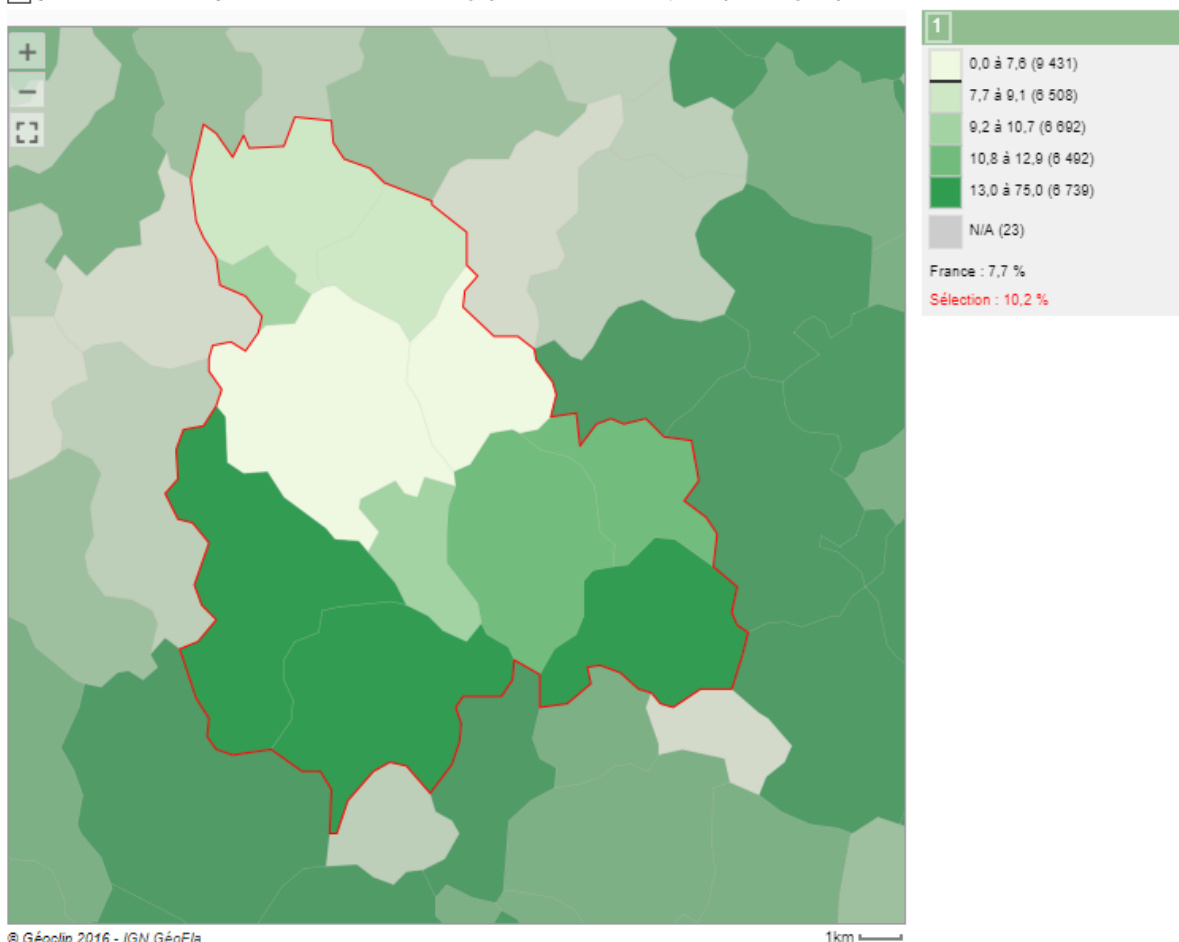 +
−
1
0,0 à 7,6 (9 431)
7,7 à 9,1 (6 508)
9,2 à 10,7 (6 692)
10,8 à 12,9 (6 492)
13,0 à 75,0 (6 739)
N/A (23)
France : 7,7 %
Sélection : 10,2 %
© Géoclip 2016 - IGN GéoFla
1km